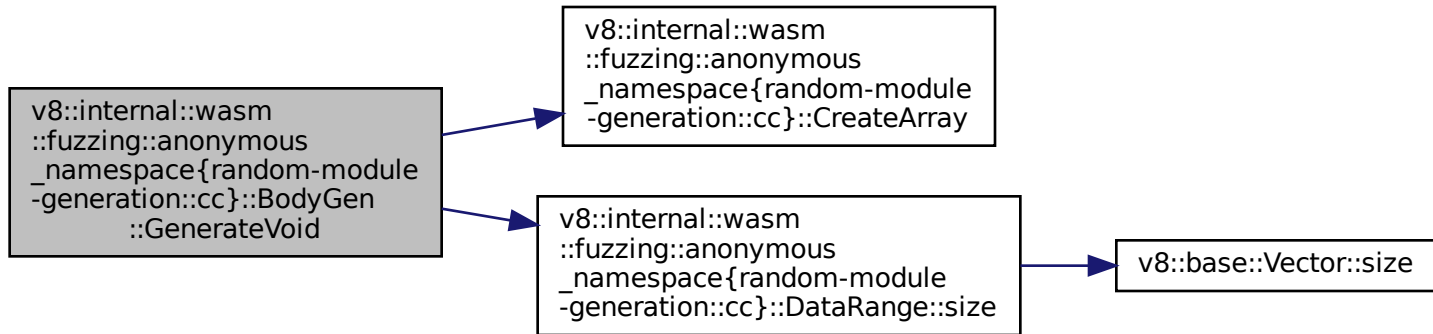 v8::internal::wasm
::fuzzing::anonymous
_namespace{random-module
-generation::cc}::BodyGen
::GenerateVoid
v8::internal::wasm
::fuzzing::anonymous
_namespace{random-module
-generation::cc}::CreateArray
v8::internal::wasm
::fuzzing::anonymous
_namespace{random-module
-generation::cc}::DataRange::size
v8::base::Vector::size